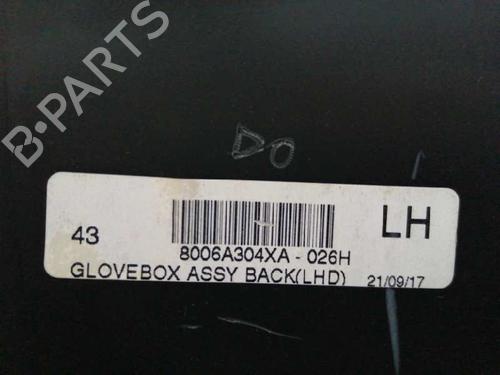 B-PARTS
DO
43
LH
8006A304XA - 026H
GLOVEBOX ASSY BACK(LHD)
21/09/17